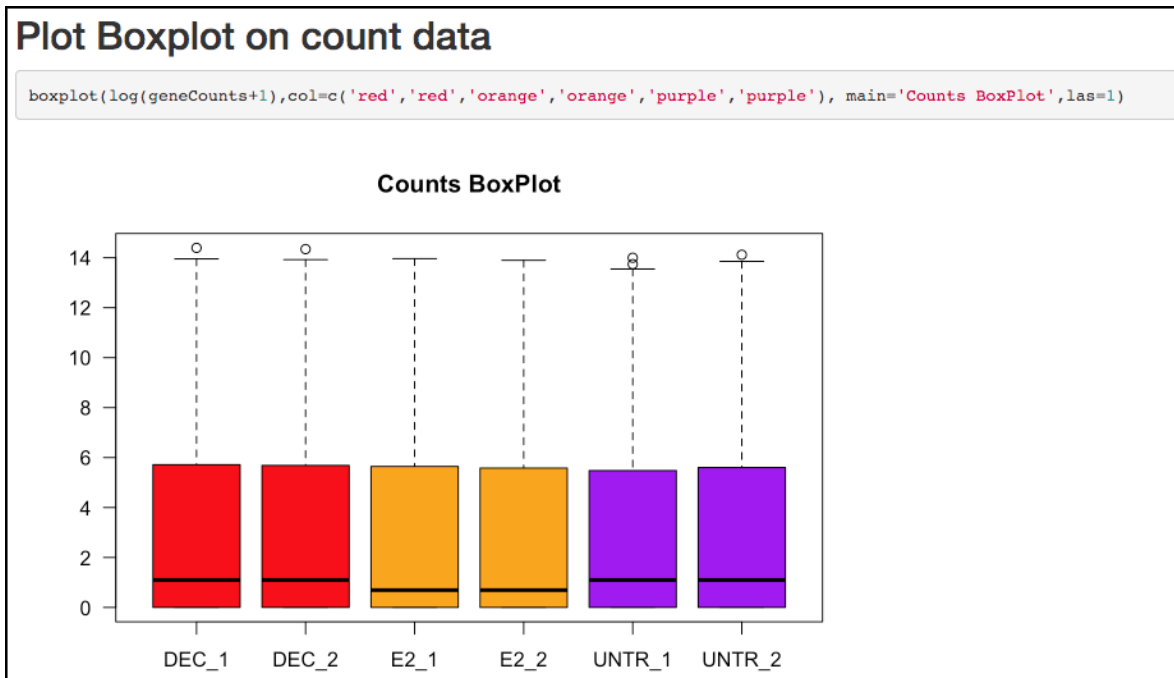 Plot Boxplot on count data
boxplot(log(geneCounts+1),col=c('red','red','orange','orange','purple','purple'), main='Counts BoxPlot',las=1)
Counts BoxPlot
14
12
10
8
6
4
2
0
DEC_1 DEC_2 E2_1 E2_2 UNTR_1 UNTR_2